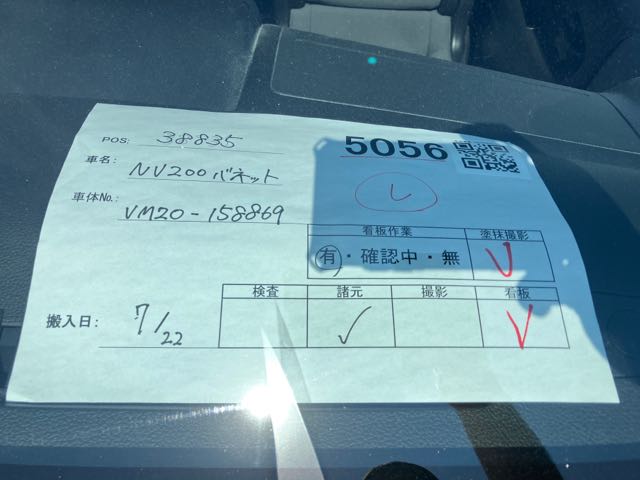 POS: 38835
5056
車名: NV200バネット
レ
車体No.: VM20-158869
看板作業 塗抹撮影
有・確認中・無 V
検査 諸元 撮影 看板
搬入日: 7/22 ✓ V